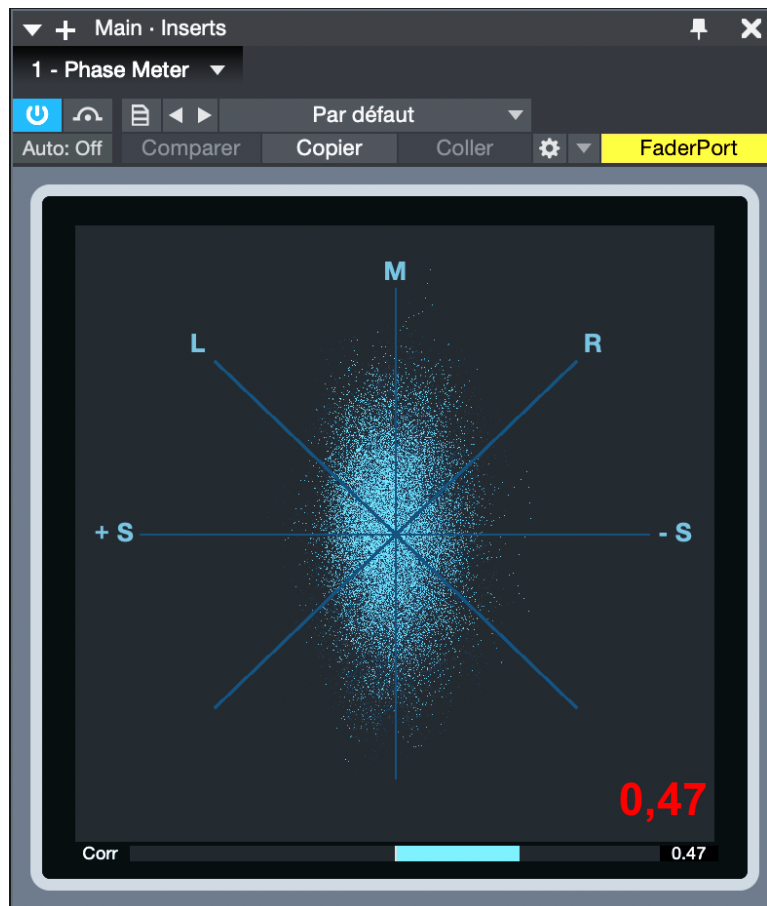 Main · Inserts
1 - Phase Meter
Par défaut
Auto: Off Comparer Copier Coller FaderPort
M
L R
+ S - S
0,47
Corr 0.47